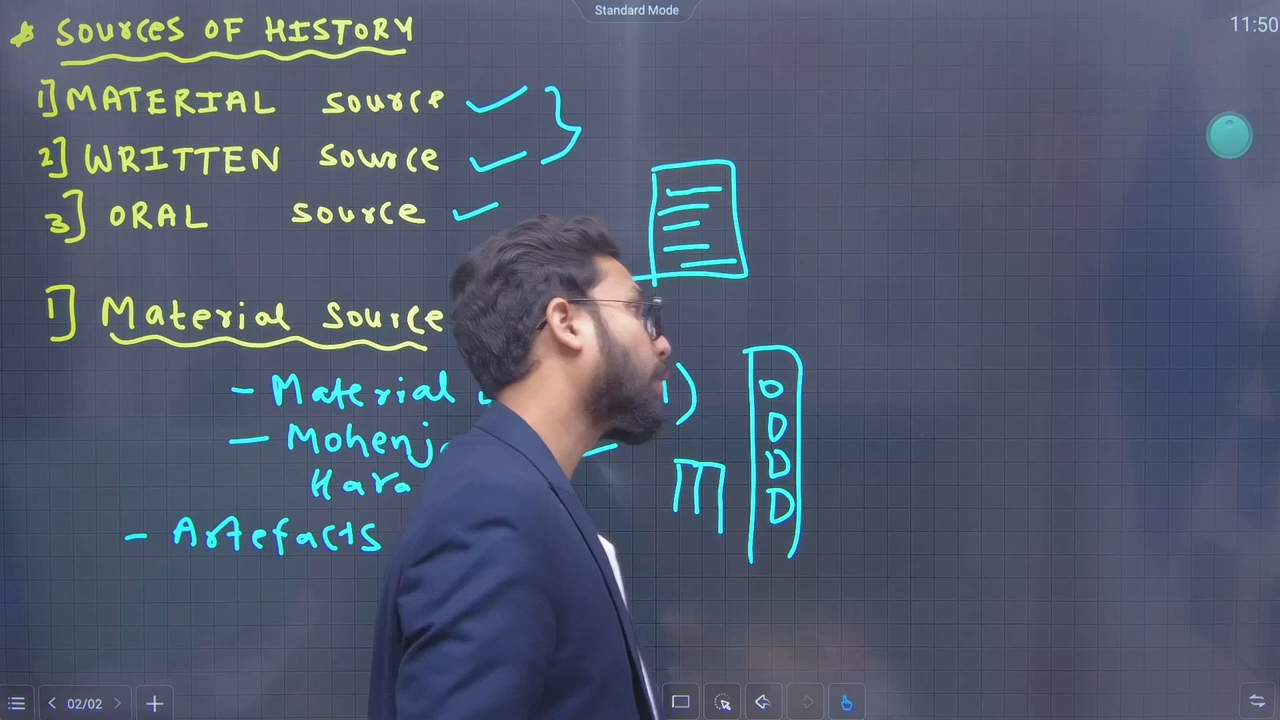 Standard Mode
11:50
SOURCES OF HISTORY
1] MATERIAL source
2] WRITTEN source
3] ORAL source
1] Material Source
- Material
- Mohenj
Hara
- Artefacts
02/02